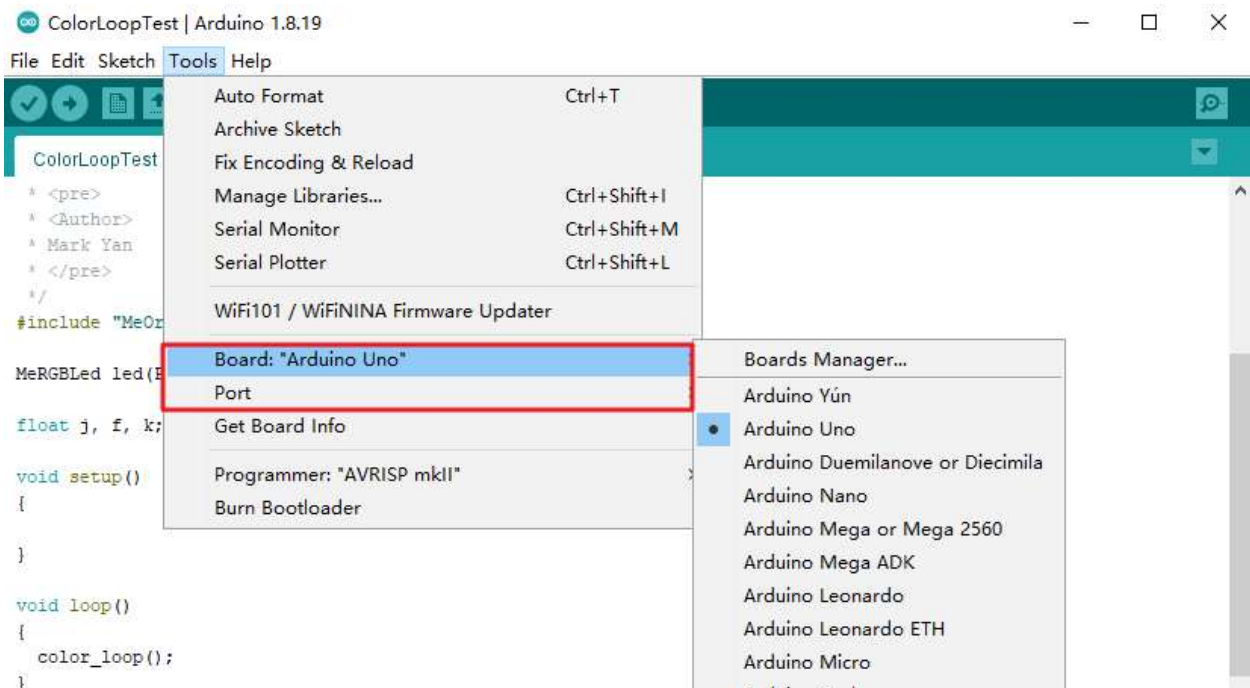 ColorLoopTest | Arduino 1.8.19
File Edit Sketch Tools Help
Auto Format Ctrl+T
Archive Sketch
ColorLoopTest
Fix Encoding & Reload
* <pre>
Manage Libraries... Ctrl+Shift+I
* <Author>
Serial Monitor Ctrl+Shift+M
* Mark Yan
Serial Plotter Ctrl+Shift+L
* </pre>
*/
WiFi101 / WiFiNINA Firmware Updater
#include "MeOr
Board: "Arduino Uno"
Boards Manager...
MeRGBLed led(
Port
Arduino Yún
float j, f, k;
Get Board Info
Arduino Uno
Arduino Duemilanove or Diecimila
void setup()
Programmer: "AVRISP mkII"
{
Burn Bootloader
Arduino Nano
Arduino Mega or Mega 2560
}
Arduino Mega ADK
Arduino Leonardo
void loop()
{
Arduino Leonardo ETH
color_loop();
Arduino Micro
}